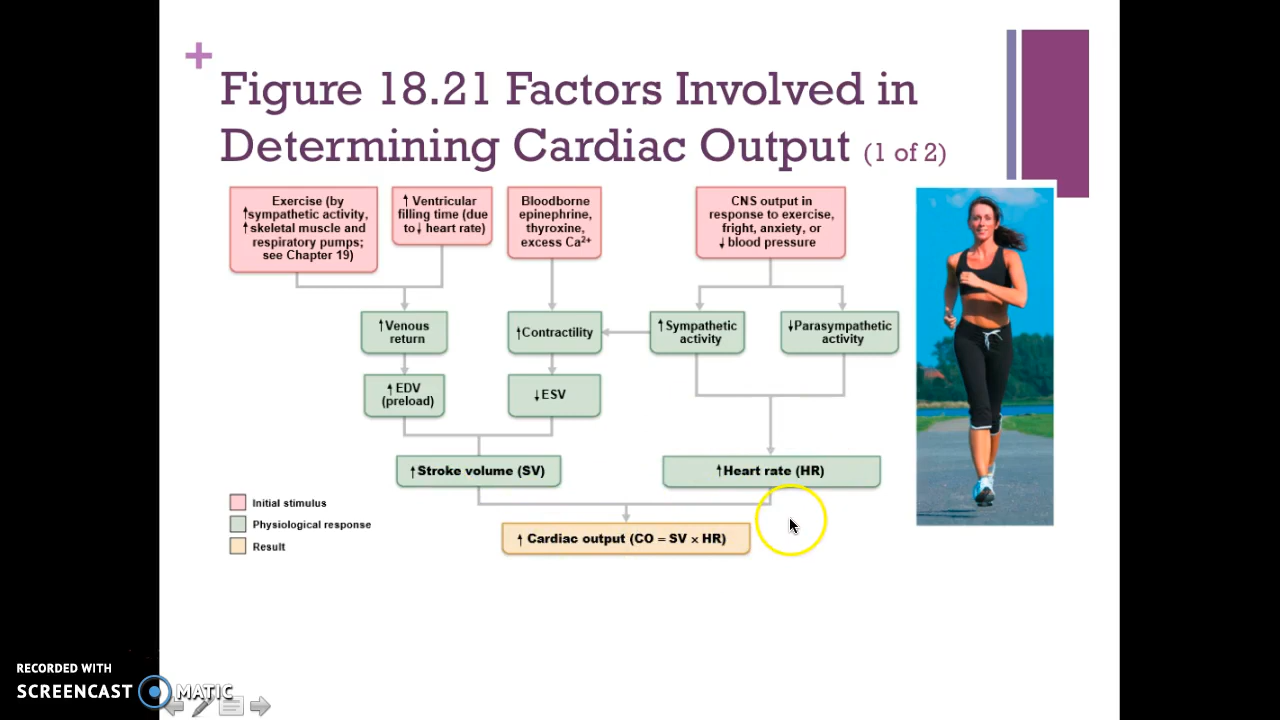 +
Figure 18.21 Factors Involved in
Determining Cardiac Output (1 of 2)
Exercise (by
↑sympathetic activity,
↑skeletal muscle and
respiratory pumps;
see Chapter 19)
↑ Ventricular
filling time (due
to ↓ heart rate)
Bloodborne
epinephrine,
thyroxine,
excess Ca²⁺
CNS output in
response to exercise,
fright, anxiety, or
↓ blood pressure
↑Venous
return
↑Contractility
↑Sympathetic
activity
↓Parasympathetic
activity
↑EDV
(preload)
↓ESV
↑Stroke volume (SV)
↑Heart rate (HR)
Initial stimulus
Physiological response
Result
↑ Cardiac output (CO = SV × HR)
RECORDED WITH
SCREENCAST MATIC